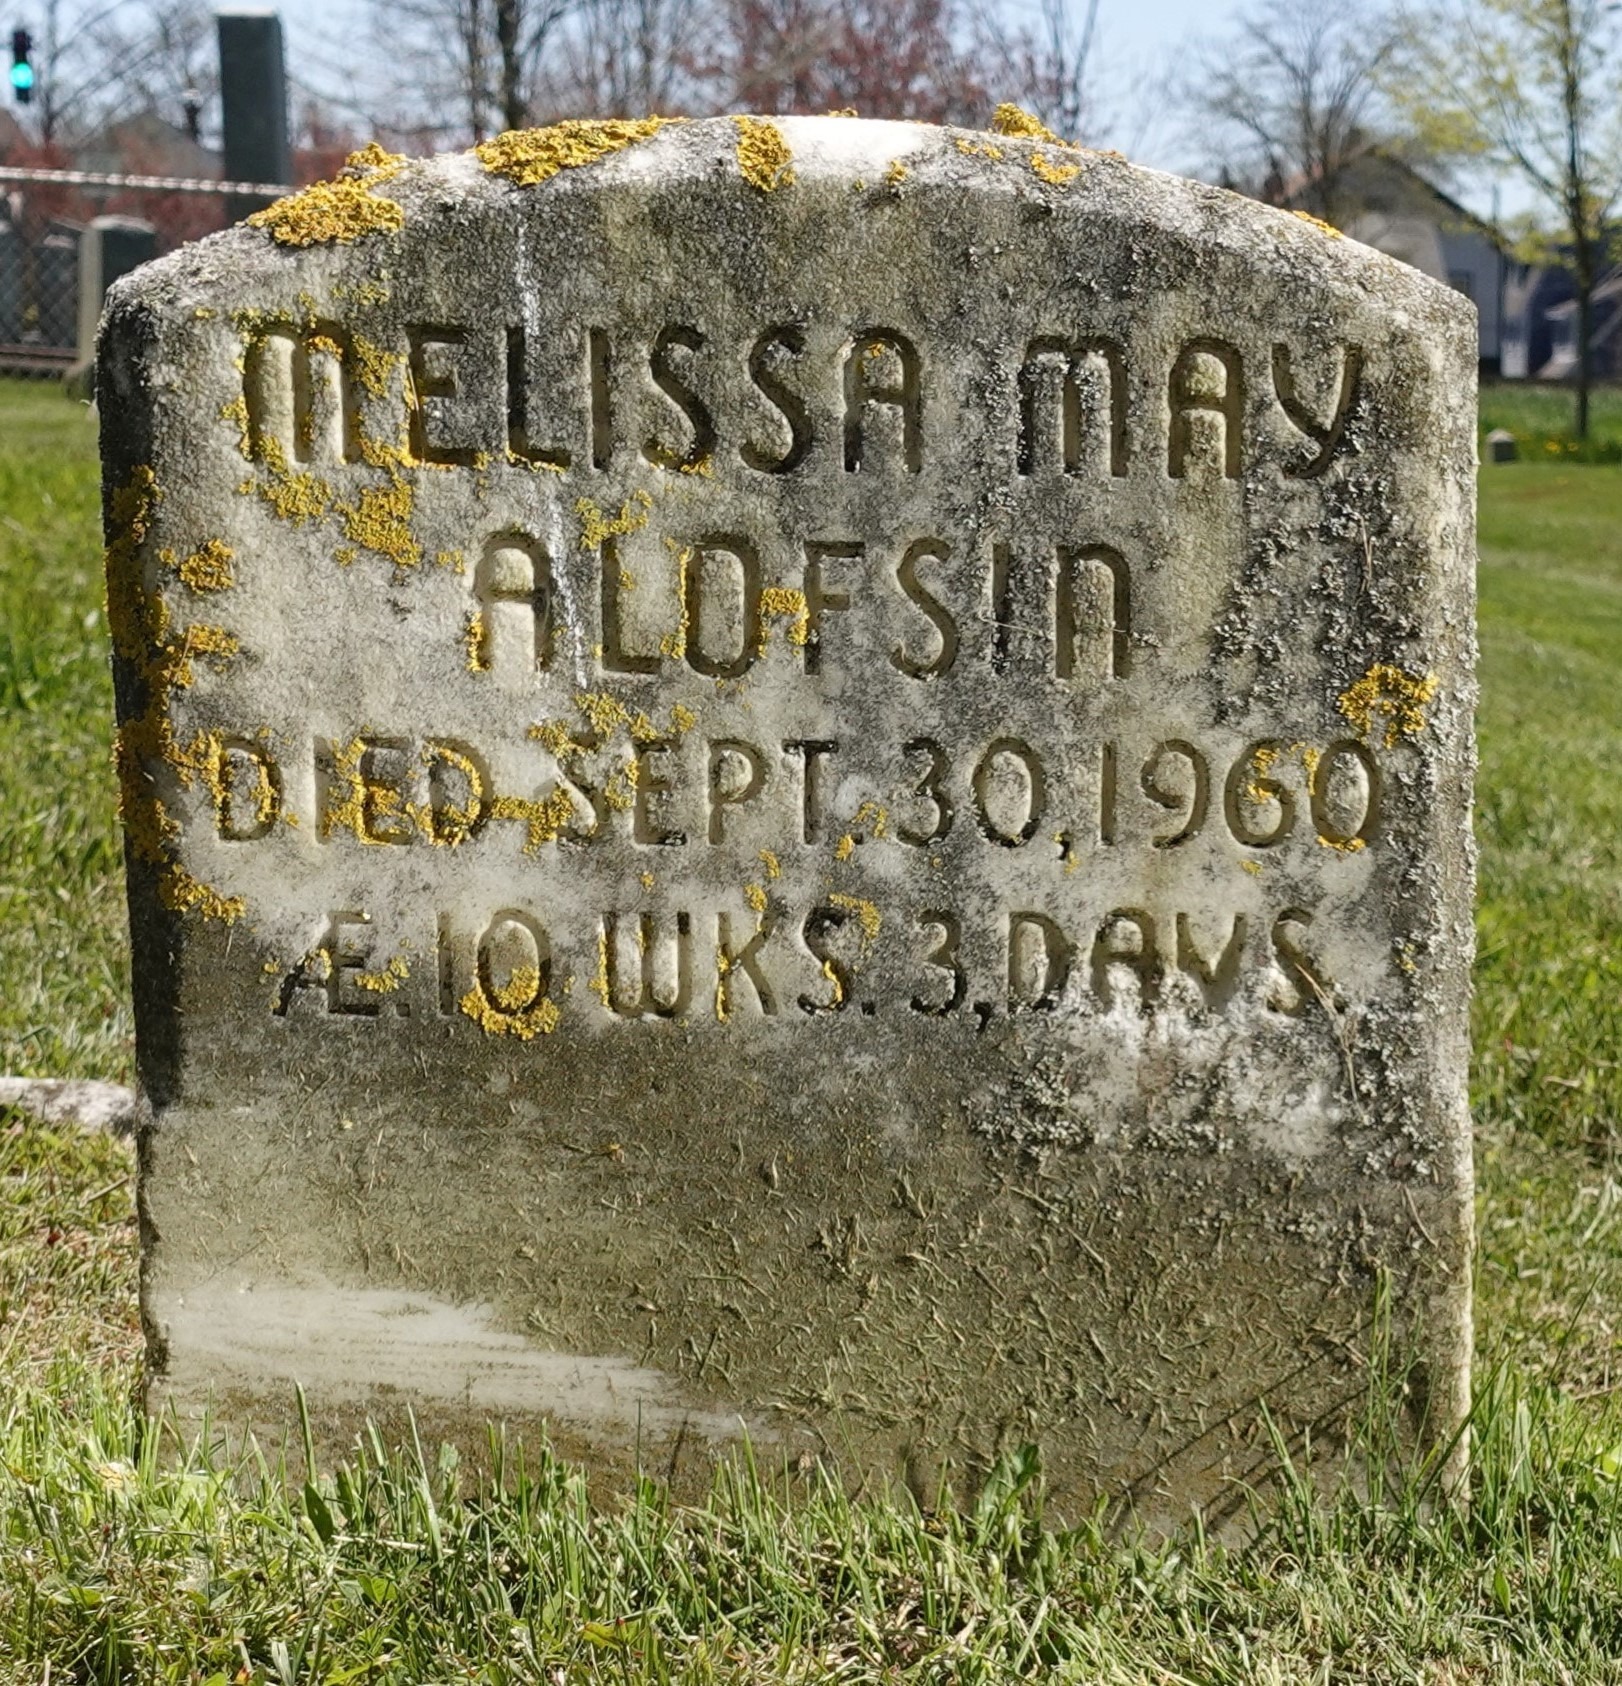 MELISSA MAY
ALOFSIN
DIED SEPT. 30, 1960
Æ. 10 WKS. 3, DAYS.